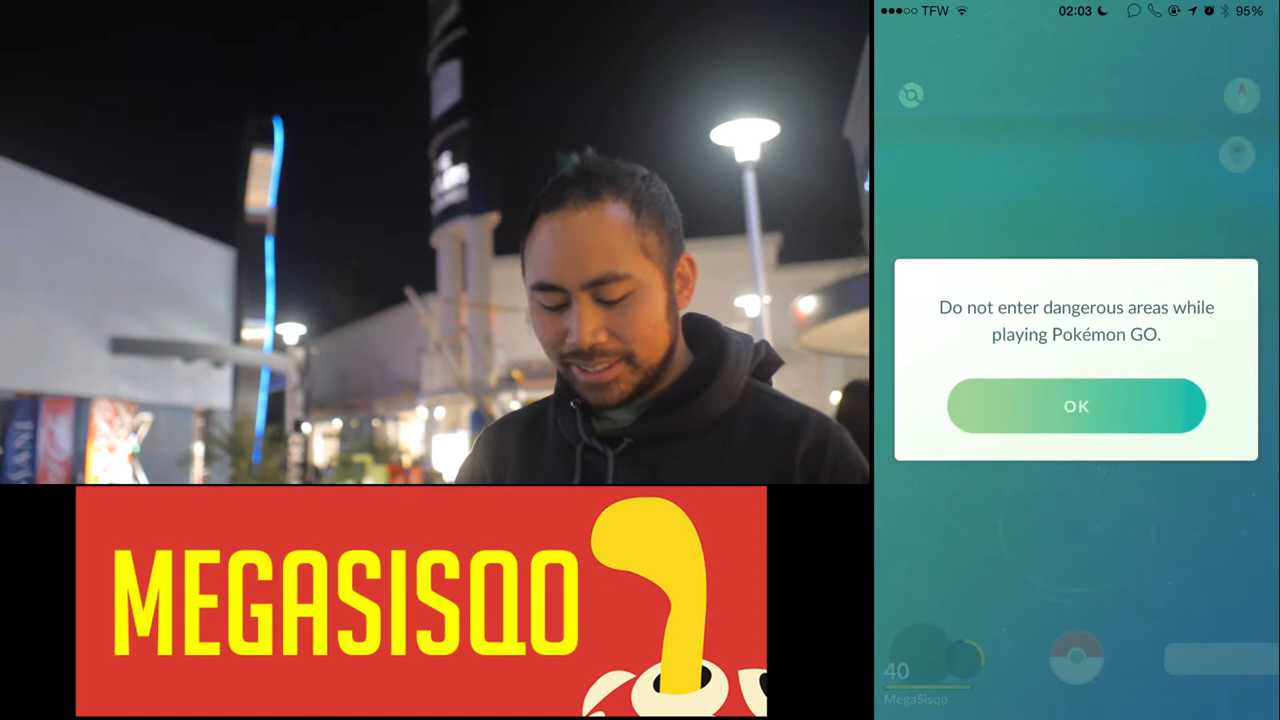 TFW 02:03 95%
Do not enter dangerous areas while
playing Pokémon GO.
OK
40
MegaSisqo
MEGASISQO